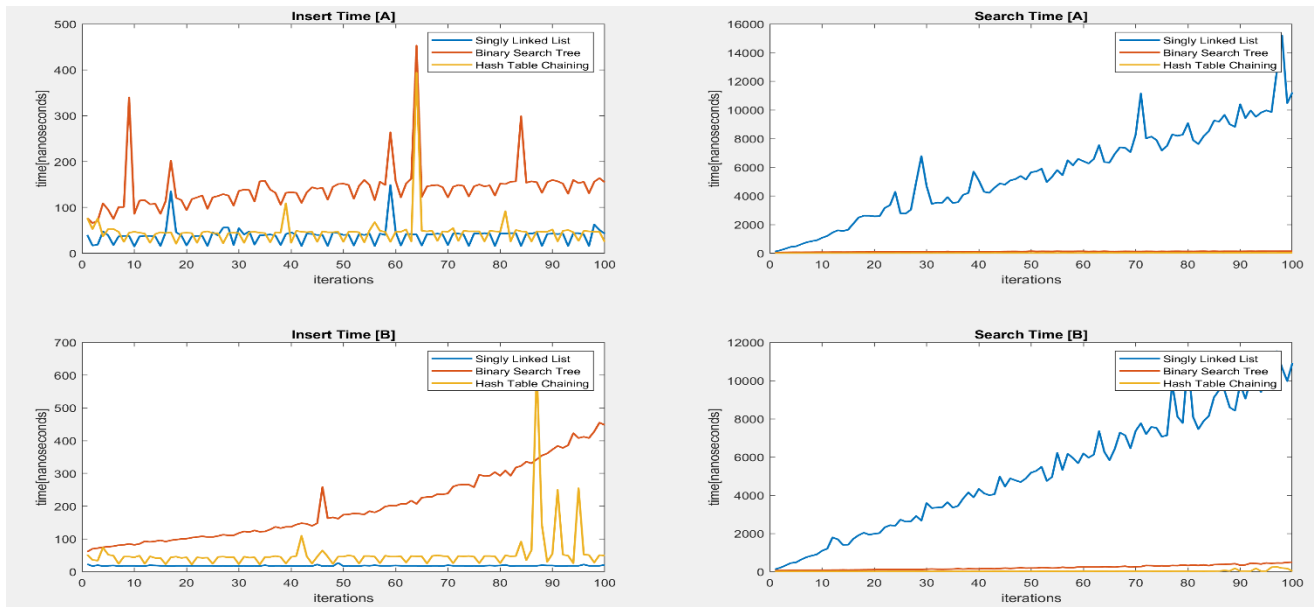 Insert Time [A]
500
400
300
200
100
0
time[nanoseconds]
Singly Linked List
Binary Search Tree
Hash Table Chaining
0 10 20 30 40 50 60 70 80 90 100
iterations
Search Time [A]
16000
14000
12000
10000
8000
6000
4000
2000
0
time[nanoseconds]
Singly Linked List
Binary Search Tree
Hash Table Chaining
0 10 20 30 40 50 60 70 80 90 100
iterations
Insert Time [B]
700
600
500
400
300
200
100
0
time[nanoseconds]
Singly Linked List
Binary Search Tree
Hash Table Chaining
0 10 20 30 40 50 60 70 80 90 100
iterations
Search Time [B]
12000
10000
8000
6000
4000
2000
0
time[nanoseconds]
Singly Linked List
Binary Search Tree
Hash Table Chaining
0 10 20 30 40 50 60 70 80 90 100
iterations